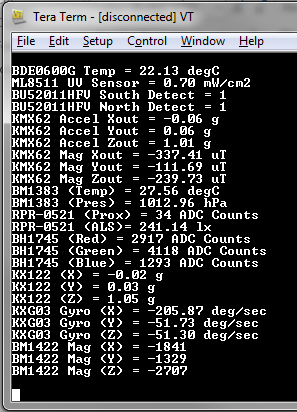 Tera Term - [disconnected] VT
File Edit Setup Control Window Help
BDE0600G Temp = 22.13 degC
ML8511 UV Sensor = 0.70 mW/cm2
BU52011HFV South Detect = 1
BU52011HFV North Detect = 1
KMX62 Accel Xout = -0.06 g
KMX62 Accel Yout = 0.06 g
KMX62 Accel Zout = 1.01 g
KMX62 Mag Xout = -337.41 uT
KMX62 Mag Yout = -111.69 uT
KMX62 Mag Zout = -239.73 uT
BM1383 (Temp) = 27.56 degC
BM1383 (Pres) = 1012.96 hPa
RPR-0521 (Prox) = 34 ADC Counts
RPR-0521 (ALS)= 241.14 lx
BH1745 (Red) = 2917 ADC Counts
BH1745 (Green) = 4118 ADC Counts
BH1745 (Blue) = 1293 ADC Counts
KX122 (X) = -0.02 g
KX122 (Y) = 0.03 g
KX122 (Z) = 1.05 g
KXG03 Gyro (X) = -205.87 deg/sec
KXG03 Gyro (Y) = -51.73 deg/sec
KXG03 Gyro (Z) = -51.30 deg/sec
BM1422 Mag (X) = -1841
BM1422 Mag (Y) = -1329
BM1422 Mag (Z) = -2707